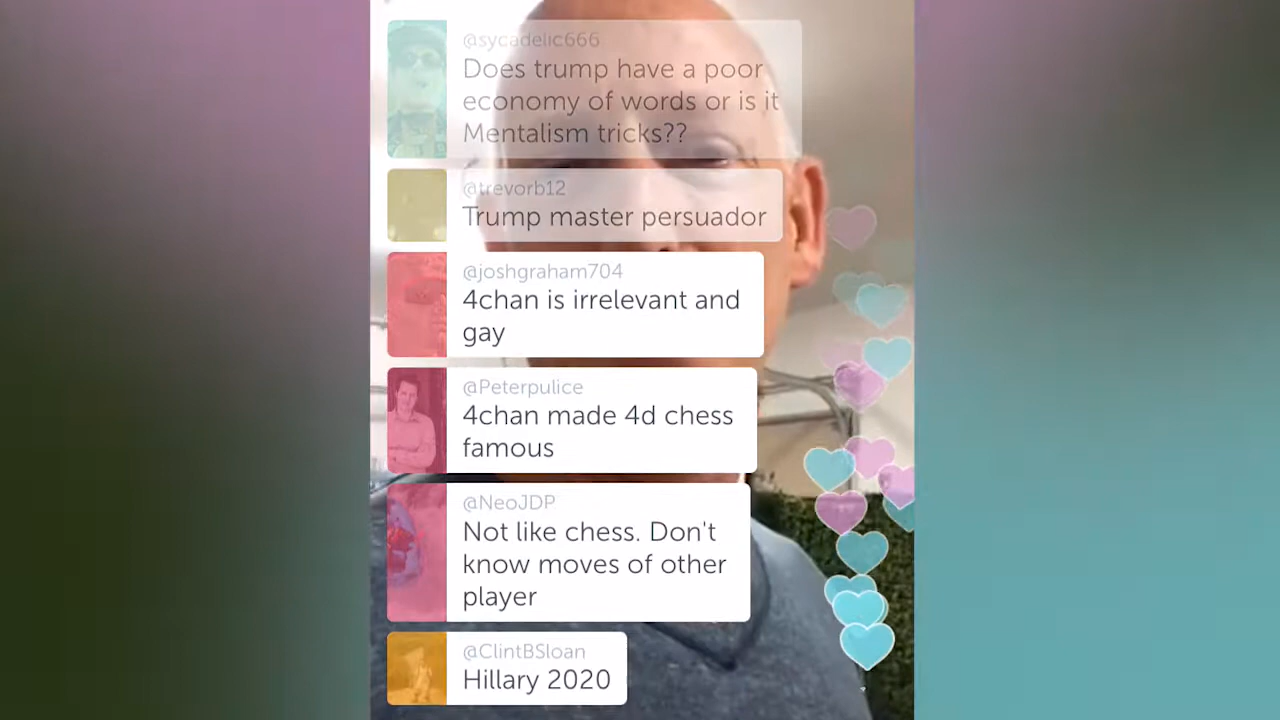 @sycadelic666
Does trump have a poor
economy of words or is it
Mentalism tricks??
@trevorb12
Trump master persuador
@joshgraham704
4chan is irrelevant and
gay
@Peterpulice
4chan made 4d chess
famous
@NeoJDP
Not like chess. Don't
know moves of other
player
@ClintBSloan
Hillary 2020